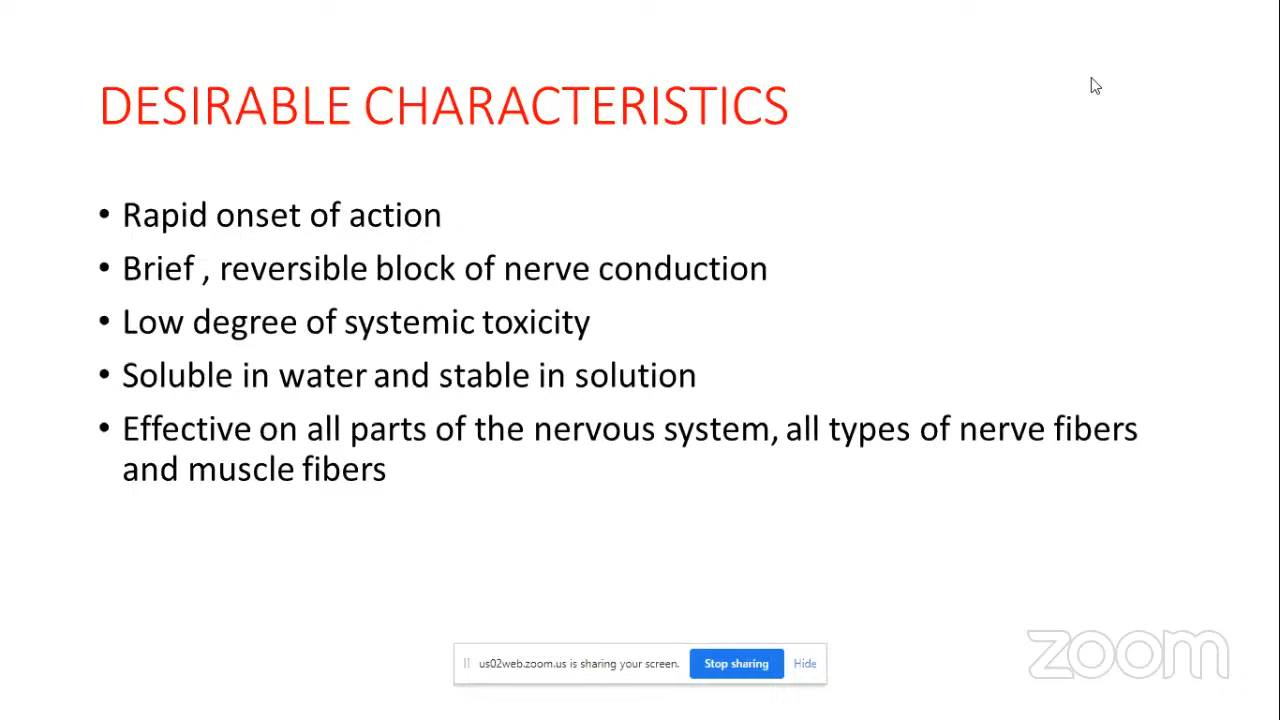 DESIRABLE CHARACTERISTICS
• Rapid onset of action
• Brief , reversible block of nerve conduction
• Low degree of systemic toxicity
• Soluble in water and stable in solution
• Effective on all parts of the nervous system, all types of nerve fibers
and muscle fibers
us02web.zoom.us is sharing your screen. Stop sharing Hide
zoom